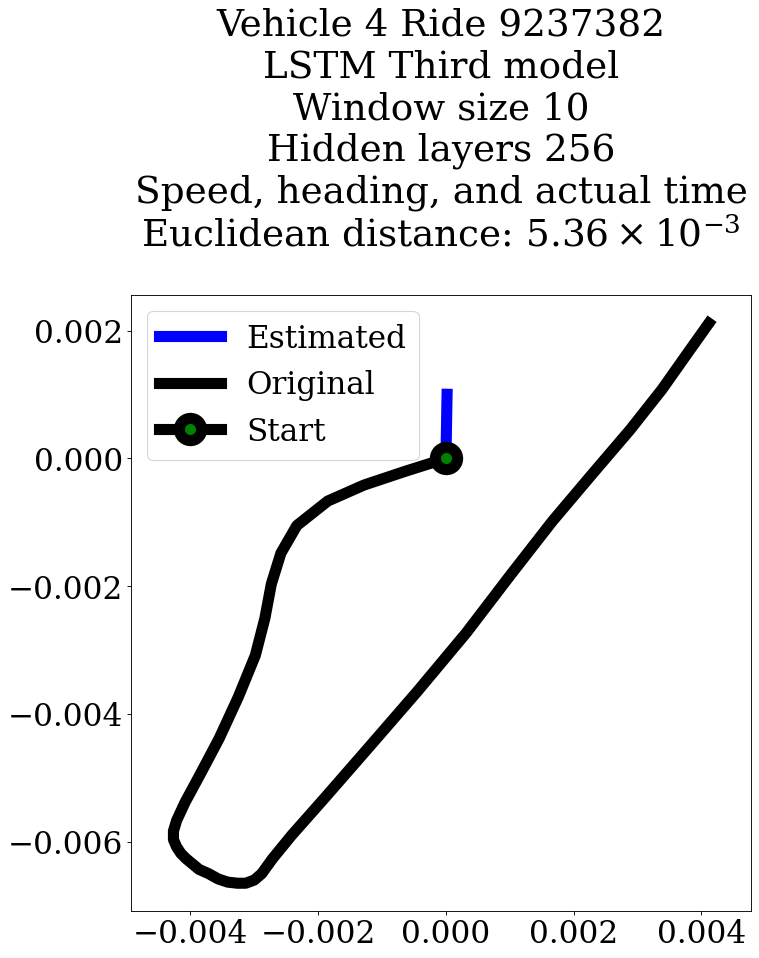 Vehicle 4 Ride 9237382
LSTM Third model
Window size 10
Hidden layers 256
Speed, heading, and actual time
Euclidean distance: 5.36 × 10⁻³
Estimated
Original
Start
0.002
0.000
−0.002
−0.004
−0.006
−0.004 −0.002 0.000 0.002 0.004